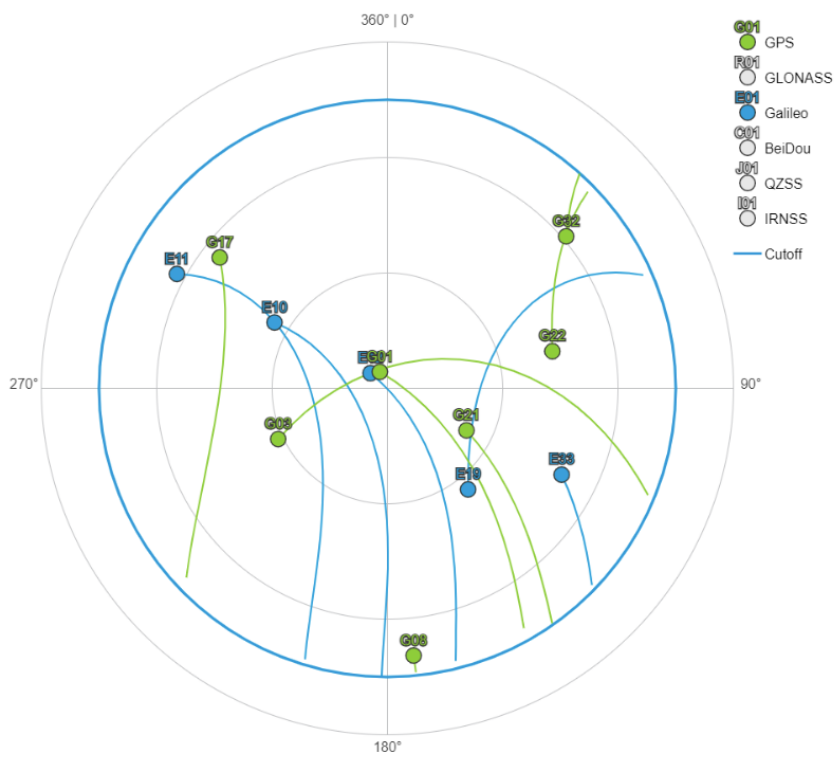 360° | 0°
G01
GPS
R01
GLONASS
E01
Galileo
C01
BeiDou
J01
QZSS
I01
IRNSS
Cutoff
G32
G17
E11
E10
G22
G01
270°
90°
G03
G21
E19
E33
G08
180°